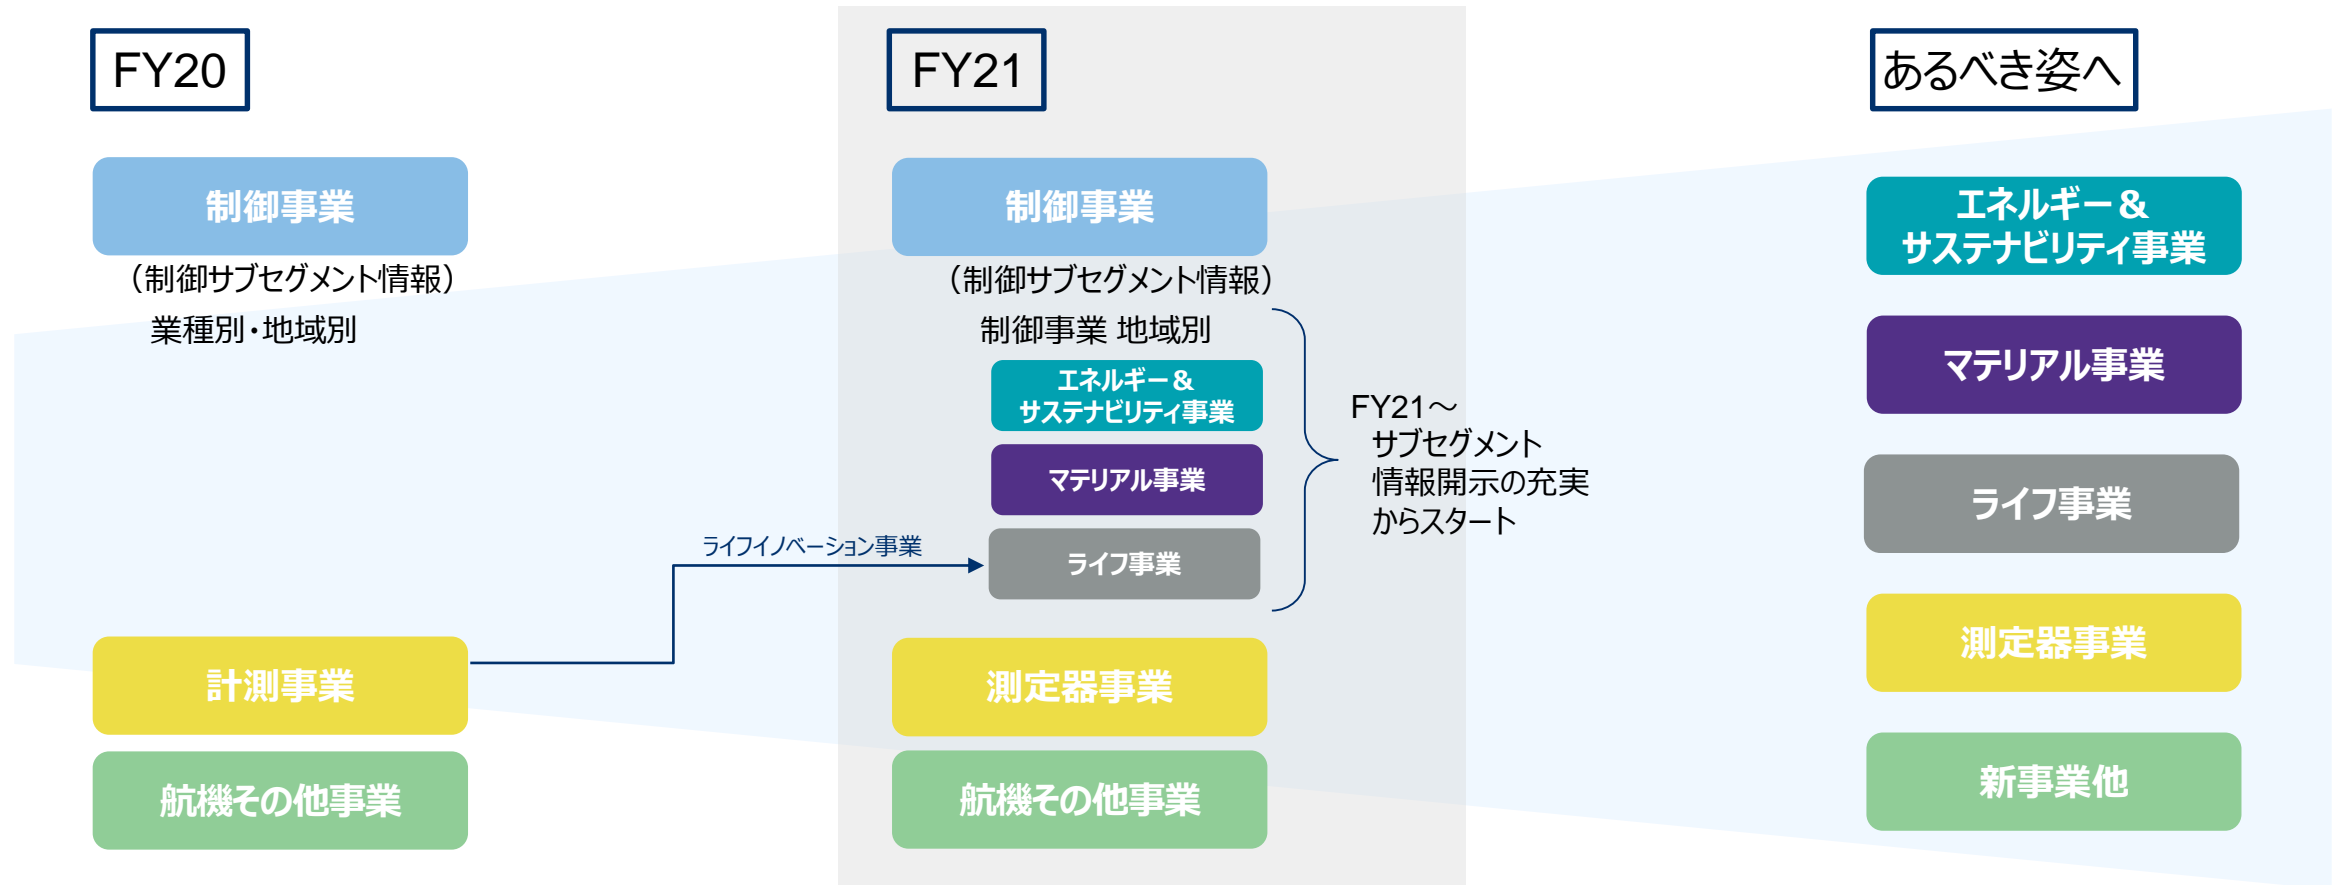 FY20
制御事業
（制御サブセグメント情報）
業種別・地域別
計測事業
航機その他事業
ライフイノベーション事業
FY21
制御事業
（制御サブセグメント情報）
制御事業 地域別
エネルギー＆
サステナビリティ事業
マテリアル事業
ライフ事業
FY21～
サブセグメント
情報開示の充実
からスタート
測定器事業
航機その他事業
あるべき姿へ
エネルギー＆
サステナビリティ事業
マテリアル事業
ライフ事業
測定器事業
新事業他